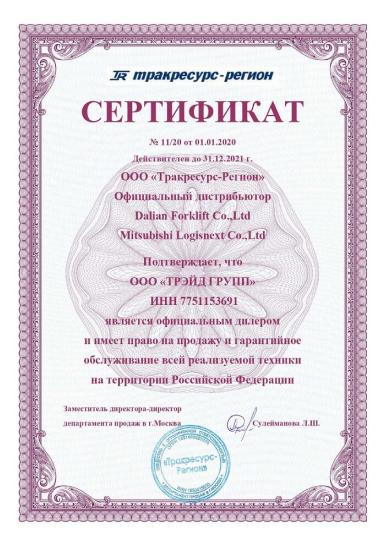 тракресурс-регион
СЕРТИФИКАТ
№ 11/20 от 01.01.2020
Действителен до 31.12.2021 г.
ООО «Тракресурс-Регион»
Официальный дистрибьютор
Dalian Forklift Co.,Ltd
Mitsubishi Logisnext Co.,Ltd
Подтверждает, что
ООО «ТРЭЙД ГРУПП»
ИНН 7751153691
является официальным дилером
и имеет право на продажу и гарантийное
обслуживание всей реализуемой техники
на территории Российской Федерации
Заместитель директора-директор
департамента продаж в г.Москва
Сулейманова Л.Ш.
«Тракресурс-
Регион»